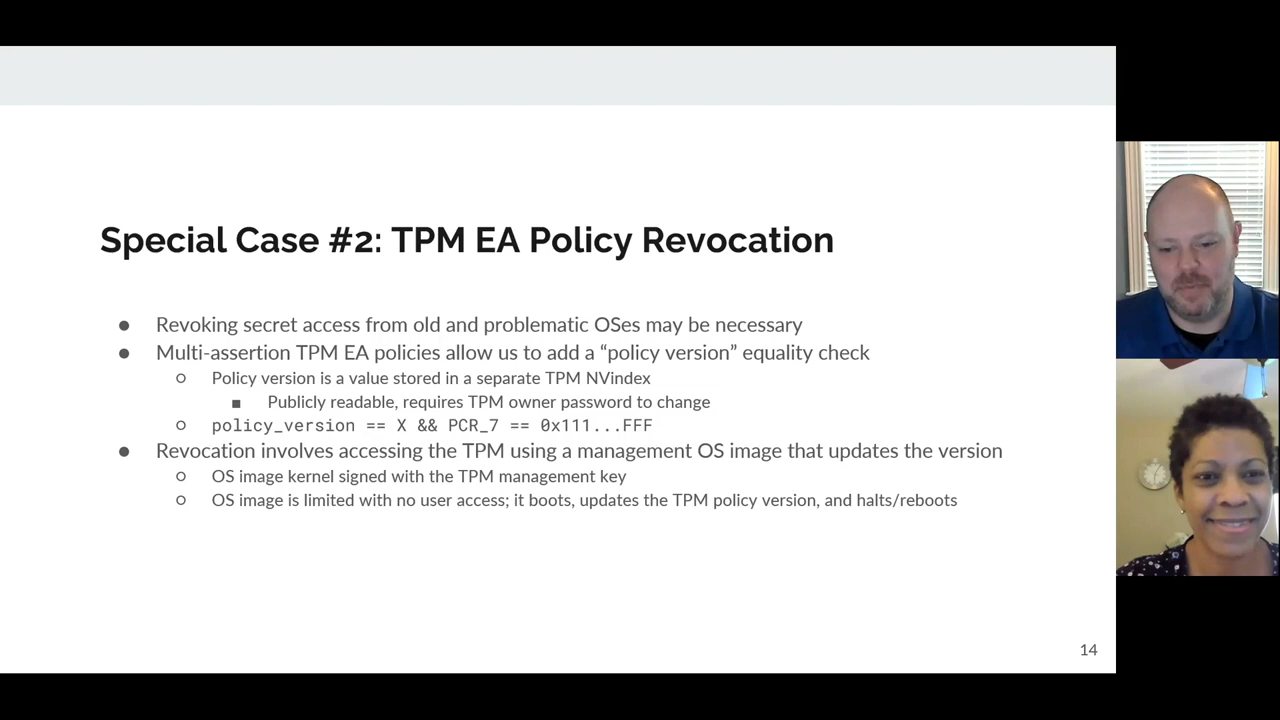 Special Case #2: TPM EA Policy Revocation
● Revoking secret access from old and problematic OSes may be necessary
● Multi-assertion TPM EA policies allow us to add a “policy version” equality check
○ Policy version is a value stored in a separate TPM NVindex
■ Publicly readable, requires TPM owner password to change
○ policy_version == X && PCR_7 == 0x111...FFF
● Revocation involves accessing the TPM using a management OS image that updates the version
○ OS image kernel signed with the TPM management key
○ OS image is limited with no user access; it boots, updates the TPM policy version, and halts/reboots
14